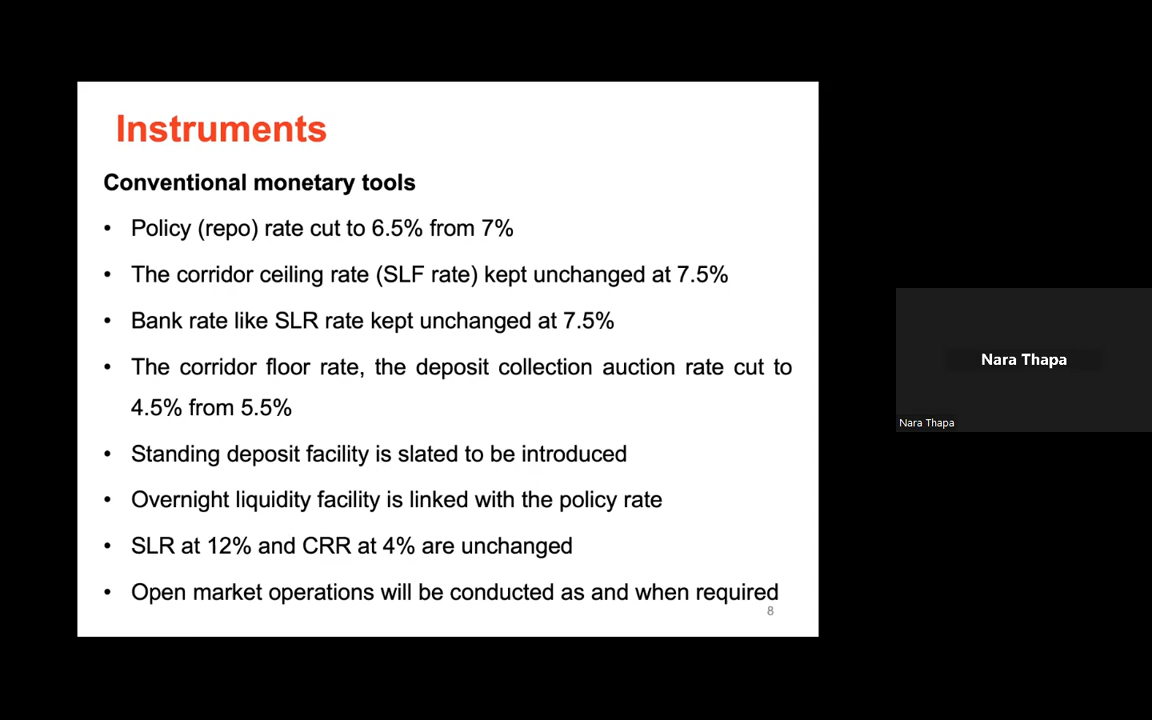 Instruments
Conventional monetary tools
• Policy (repo) rate cut to 6.5% from 7%
• The corridor ceiling rate (SLF rate) kept unchanged at 7.5%
• Bank rate like SLR rate kept unchanged at 7.5%
• The corridor floor rate, the deposit collection auction rate cut to
4.5% from 5.5%
• Standing deposit facility is slated to be introduced
• Overnight liquidity facility is linked with the policy rate
• SLR at 12% and CRR at 4% are unchanged
• Open market operations will be conducted as and when required
8
Nara Thapa
Nara Thapa